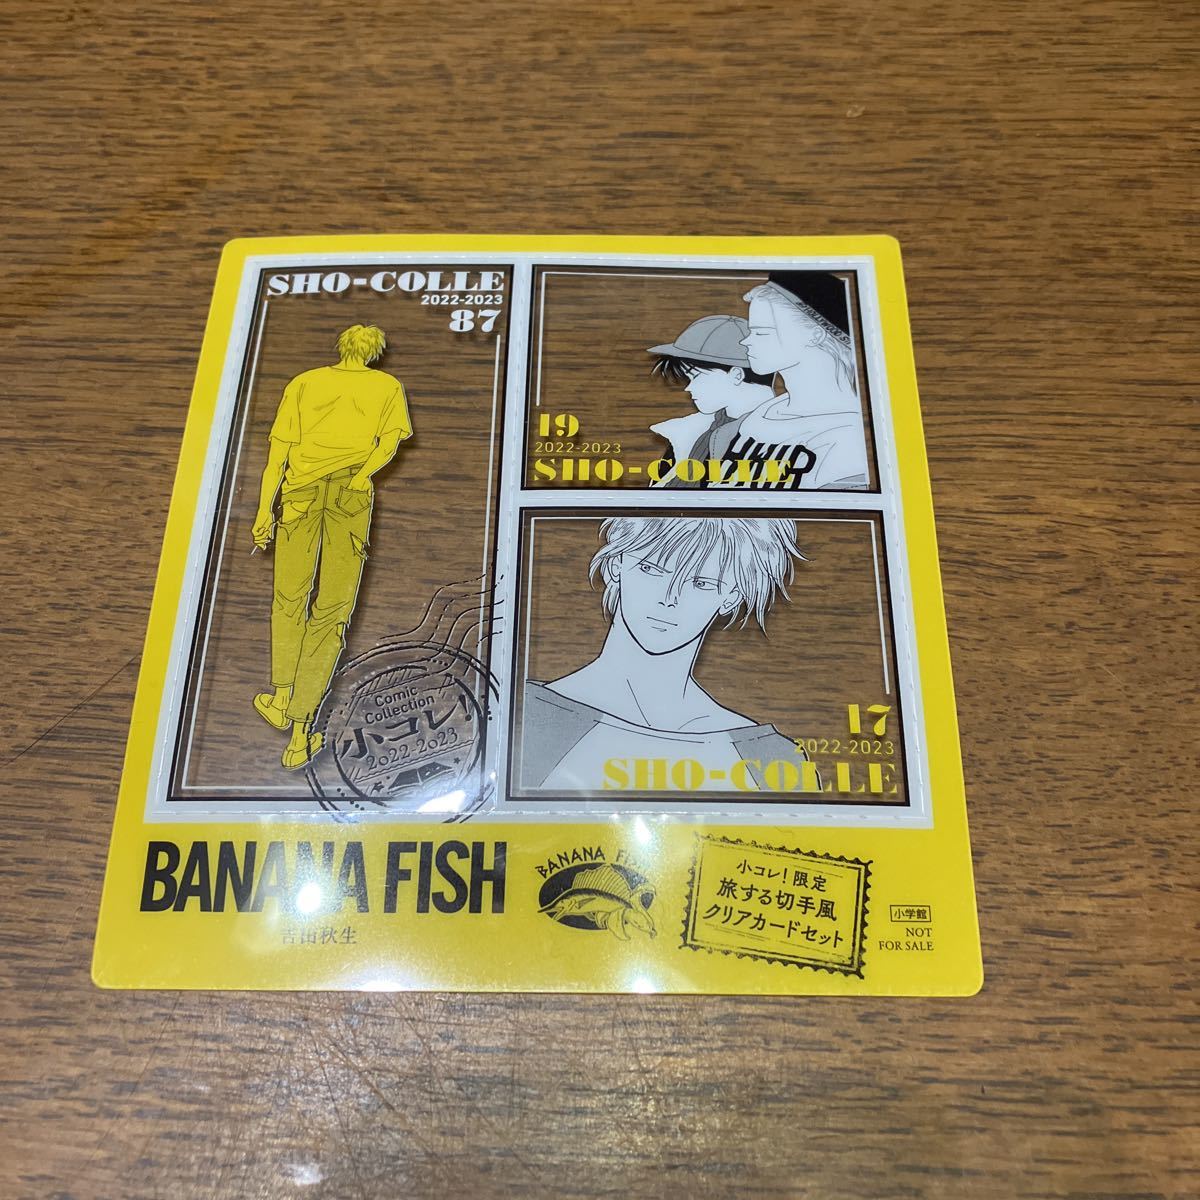 SHO-COLLE
2022-2023
87
19
2022-2023
SHO-COLLE
17
2022-2023
SHO-COLLE
Comic
Collection
小コレ!
2022-2023
BANANA FISH
吉田秋生
BANANA FISH
小コレ! 限定
旅する切手風
クリアカードセット
小学館
NOT
FOR SALE